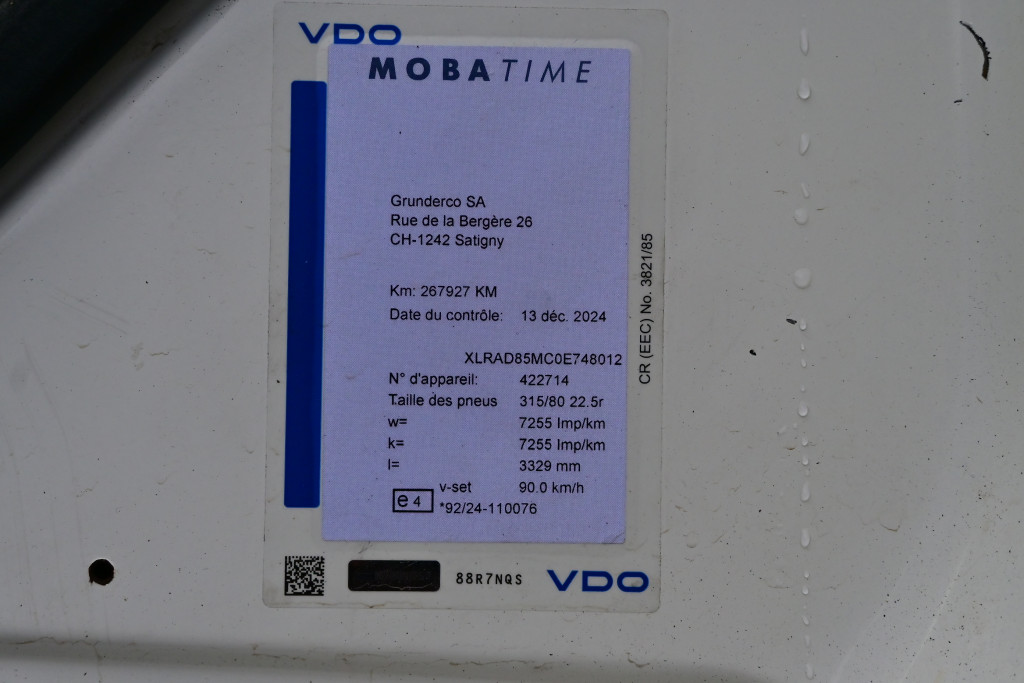 VDO
MOBATIME
Grunderco SA
Rue de la Bergère 26
CH-1242 Satigny
Km: 267927 KM
Date du contrôle: 13 déc. 2024
XLRAD85MC0E748012
N° d'appareil: 422714
Taille des pneus 315/80 22.5r
w= 7255 Imp/km
k= 7255 Imp/km
l= 3329 mm
v-set 90.0 km/h
e4 *92/24-110076
CR (EEC) No. 3821/85
88R7NQS VDO